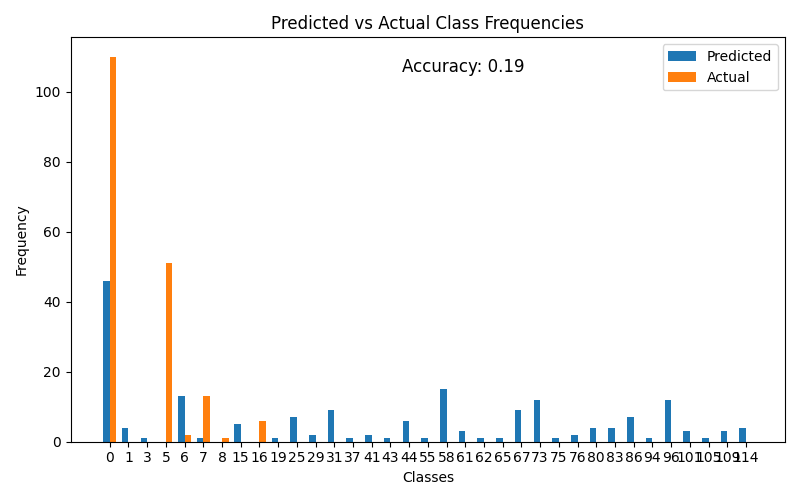 Predicted vs Actual Class Frequencies
Accuracy: 0.19
Predicted
Actual
100
80
60
40
20
0
Frequency
0 1 3 5 6 7 8 15 16 19 25 29 31 37 41 43 44 55 58 61 62 65 67 73 75 76 80 83 86 94 96 101 105 109 114
Classes